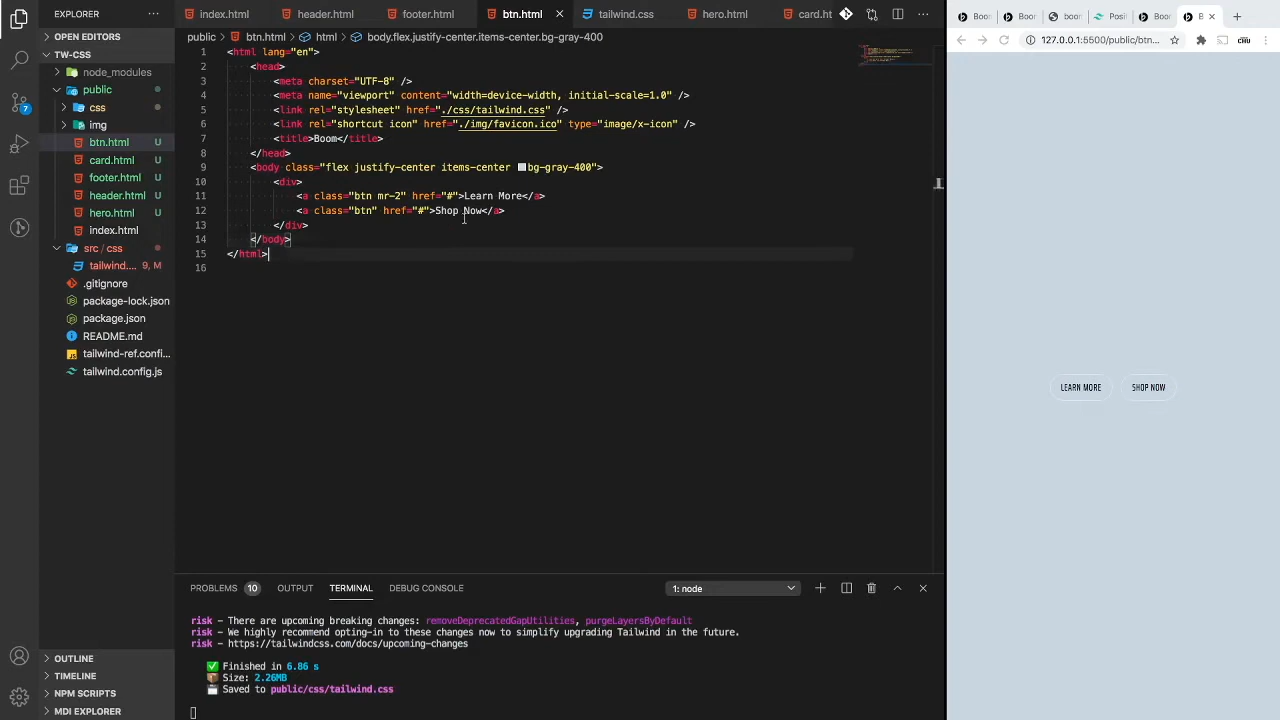 EXPLORER
OPEN EDITORS
TW-CSS
node_modules
public
css
img
btn.html U
card.html U
footer.html U
header.html U
hero.html U
index.html
src / css
tailwind.... 9, M
.gitignore
package-lock.json
package.json
README.md
tailwind-ref.confi...
tailwind.config.js
OUTLINE
TIMELINE
NPM SCRIPTS
MDI EXPLORER
7
index.html header.html footer.html btn.html tailwind.css hero.html card.ht
public > btn.html > html > body.flex.justify-center.items-center.bg-gray-400
1 <html lang="en">
2 <head>
3 <meta charset="UTF-8" />
4 <meta name="viewport" content="width=device-width, initial-scale=1.0" />
5 <link rel="stylesheet" href="./css/tailwind.css" />
6 <link rel="shortcut icon" href="./img/favicon.ico" type="image/x-icon" />
7 <title>Boom</title>
8 </head>
9 <body class="flex justify-center items-center bg-gray-400">
10 <div>
11 <a class="btn mr-2" href="#">Learn More</a>
12 <a class="btn" href="#">Shop Now</a>
13 </div>
14 </body>
15 </html>
16
PROBLEMS 10 OUTPUT TERMINAL DEBUG CONSOLE 1: node
risk - There are upcoming breaking changes: removeDeprecatedGapUtilities, purgeLayersByDefault
risk - We highly recommend opting-in to these changes now to simplify upgrading Tailwind in the future.
risk - https://tailwindcss.com/docs/upcoming-changes
Finished in 6.86 s
Size: 2.26MB
Saved to public/css/tailwind.css
Boo Boo boo Posi Boo B
127.0.0.1:5500/public/btn...
LEARN MORE SHOP NOW